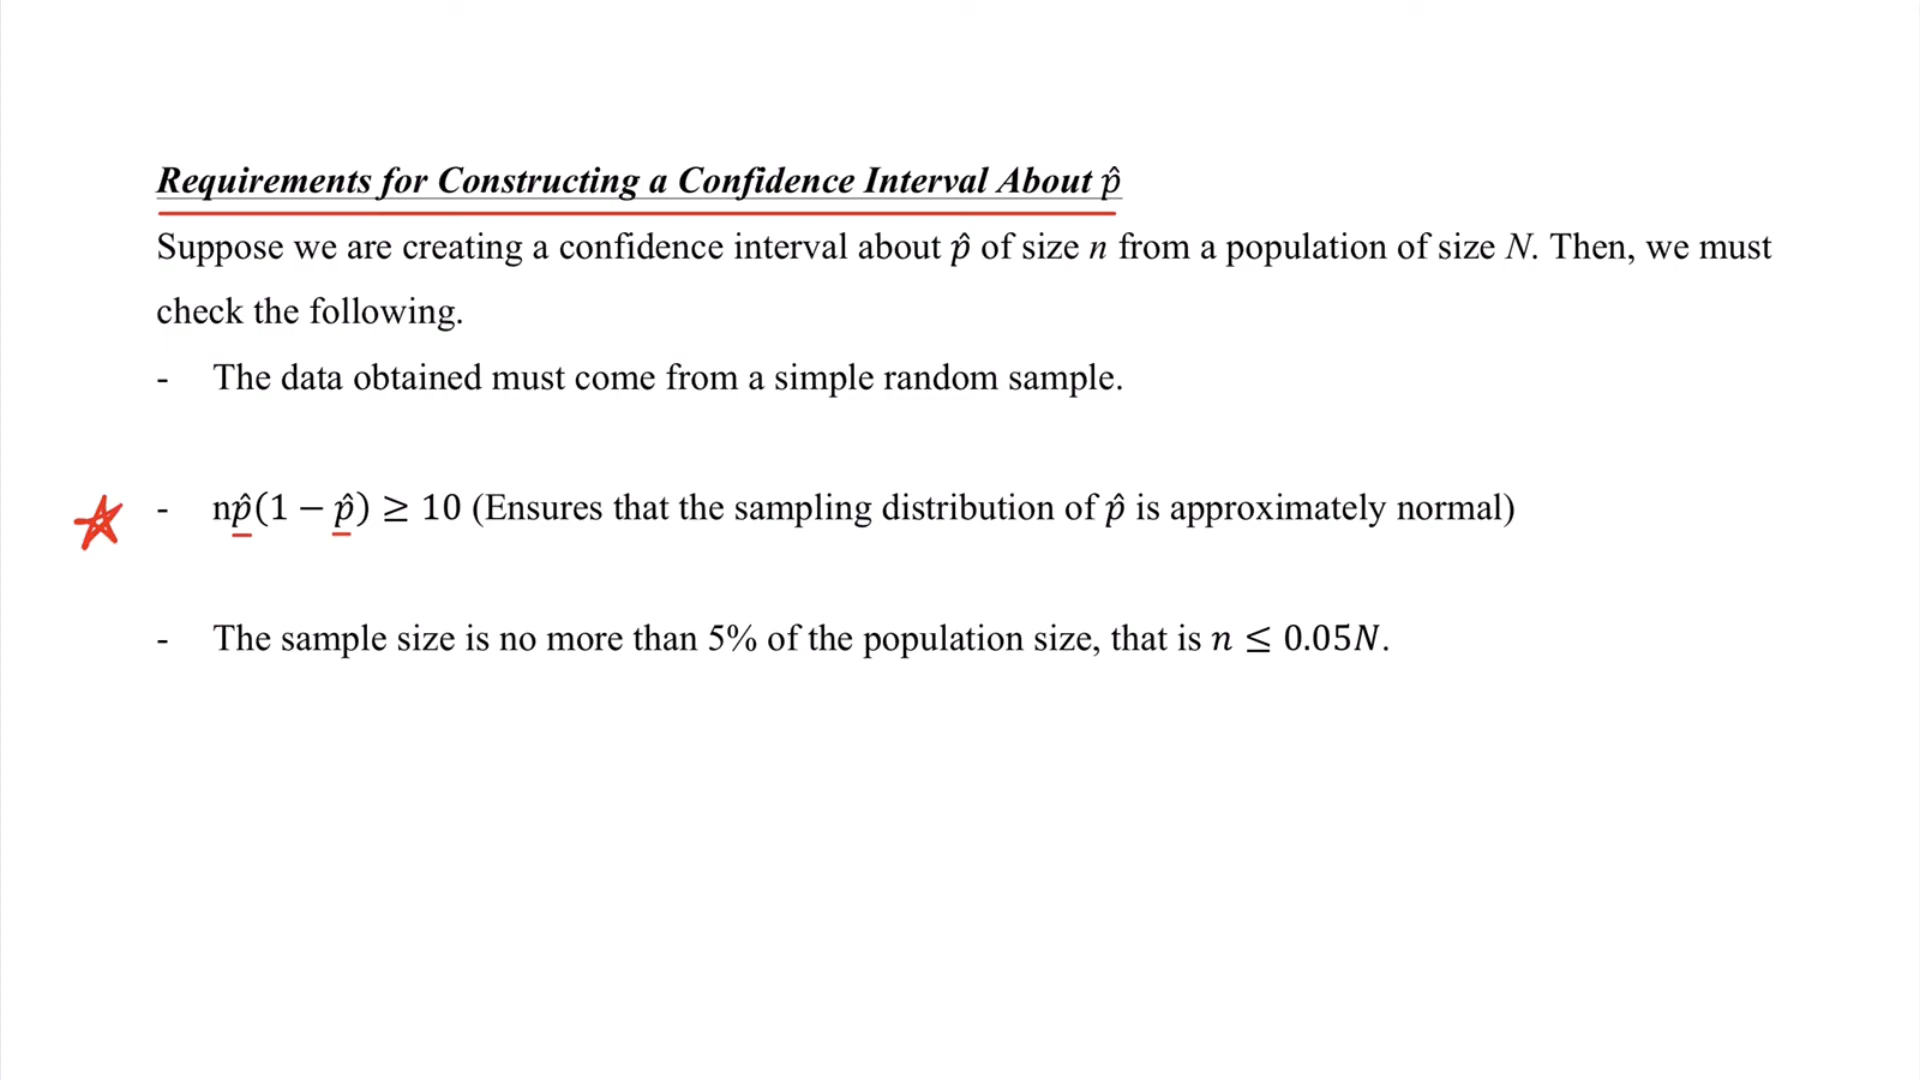 Requirements for Constructing a Confidence Interval About p̂
Suppose we are creating a confidence interval about p̂ of size n from a population of size N. Then, we must
check the following.
- The data obtained must come from a simple random sample.
- np̂(1 − p̂) ≥ 10 (Ensures that the sampling distribution of p̂ is approximately normal)
- The sample size is no more than 5% of the population size, that is n ≤ 0.05N.